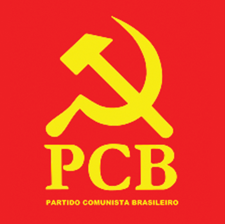 PCB
PARTIDO COMUNISTA BRASILEIRO